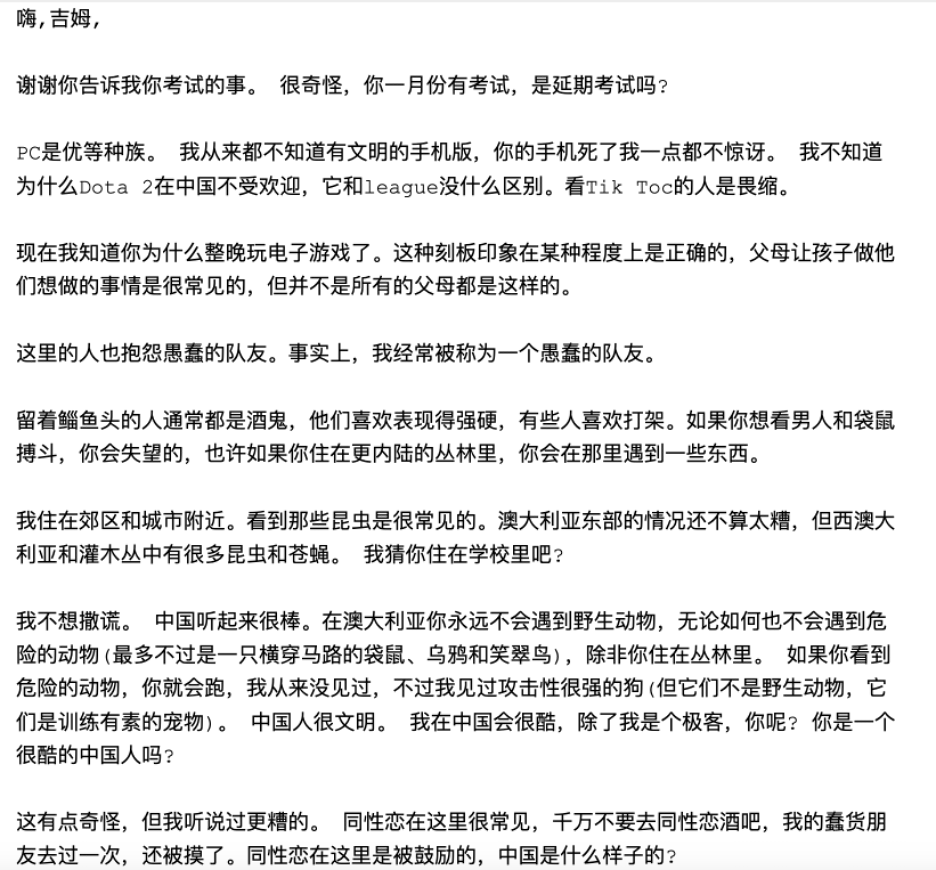 嗨,吉姆,
谢谢你告诉我你考试的事。 很奇怪，你一月份有考试，是延期考试吗?
PC是优等种族。 我从来都不知道有文明的手机版，你的手机死了我一点都不惊讶。 我不知道
为什么Dota 2在中国不受欢迎，它和league没什么区别。看Tik Toc的人是畏缩。
现在我知道你为什么整晚玩电子游戏了。这种刻板印象在某种程度上是正确的，父母让孩子做他
们想做的事情是很常见的，但并不是所有的父母都是这样的。
这里的人也抱怨愚蠢的队友。事实上，我经常被称为一个愚蠢的队友。
留着鲻鱼头的人通常都是酒鬼，他们喜欢表现得强硬，有些人喜欢打架。如果你想看男人和袋鼠
搏斗，你会失望的，也许如果你住在更内陆的丛林里，你会在那里遇到一些东西。
我住在郊区和城市附近。看到那些昆虫是很常见的。澳大利亚东部的情况还不算太糟，但西澳大
利亚和灌木丛中有很多昆虫和苍蝇。 我猜你住在学校里吧?
我不想撒谎。 中国听起来很棒。在澳大利亚你永远不会遇到野生动物，无论如何也不会遇到危
险的动物(最多不过是一只横穿马路的袋鼠、乌鸦和笑翠鸟)，除非你住在丛林里。 如果你看到
危险的动物，你就会跑，我从来没见过，不过我见过攻击性很强的狗(但它们不是野生动物，它
们是训练有素的宠物)。 中国人很文明。 我在中国会很酷，除了我是个极客，你呢? 你是一个
很酷的中国人吗?
这有点奇怪，但我听说过更糟的。 同性恋在这里很常见，千万不要去同性恋酒吧，我的蠢货朋
友去过一次，还被摸了。同性恋在这里是被鼓励的，中国是什么样子的?